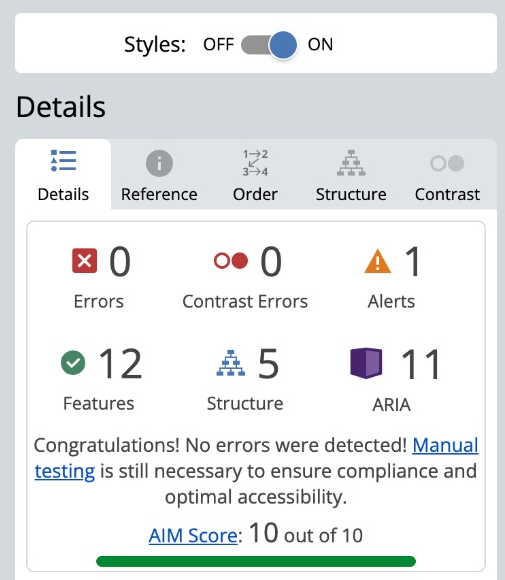 Styles: OFF ON
Details
1→2
3→4
Details Reference Order Structure Contrast
0 0 1
Errors Contrast Errors Alerts
12 5 11
Features Structure ARIA
Congratulations! No errors were detected! Manual
testing is still necessary to ensure compliance and
optimal accessibility.
AIM Score: 10 out of 10